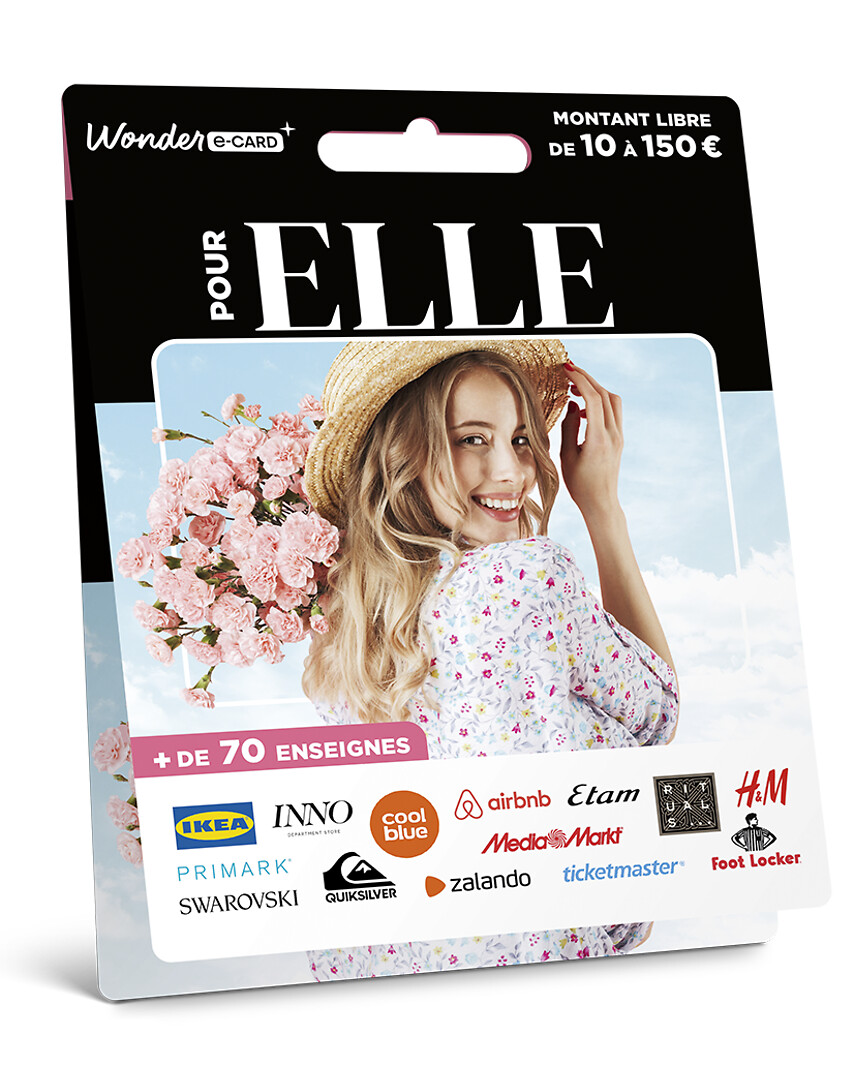 Wonder e-CARD+
MONTANT LIBRE
DE 10 À 150 €
POUR ELLE
+ DE 70 ENSEIGNES
IKEA
INNO
DEPARTMENT STORE
cool
blue
airbnb
Etam
RITUALS...
H&M
PRIMARK®
MediaMarkt
Foot Locker
SWAROVSKI
QUIKSILVER
zalando
ticketmaster®